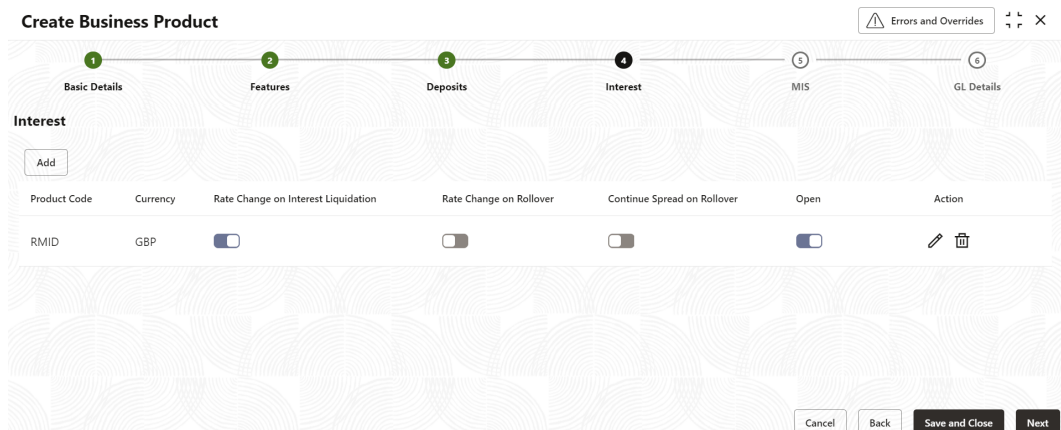 Create Business Product
Errors and Overrides
1 2 3 4 5 6
Basic Details Features Deposits Interest MIS GL Details
Interest
Add
Product Code Currency Rate Change on Interest Liquidation Rate Change on Rollover Continue Spread on Rollover Open Action
RMID GBP
Cancel Back Save and Close Next